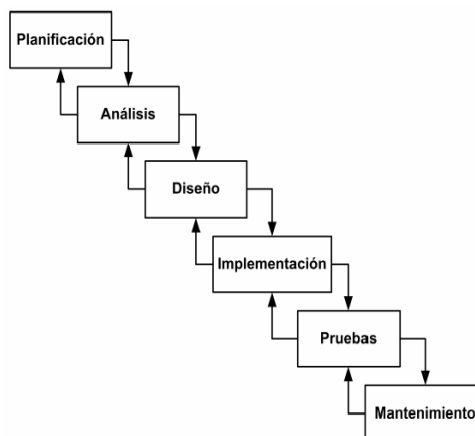 Planificación
Análisis
Diseño
Implementación
Pruebas
Mantenimiento